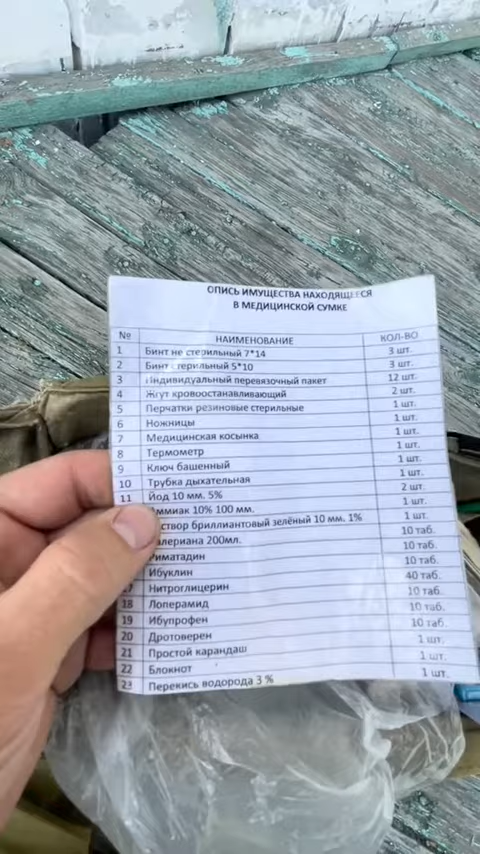 ОПИСЬ ИМУЩЕСТВА НАХОДЯЩЕЕСЯ
В МЕДИЦИНСКОЙ СУМКЕ
№ НАИМЕНОВАНИЕ КОЛ-ВО
1 Бинт не стерильный 7*14 3 шт.
2 Бинт стерильный 5*10 3 шт.
3 Индивидуальный перевязочный пакет 12 шт.
4 Жгут кровоостанавливающий 2 шт.
5 Перчатки резиновые стерильные 1 шт.
6 Ножницы 1 шт.
7 Медицинская косынка 1 шт.
8 Термометр 1 шт.
9 Ключ башенный 1 шт.
10 Трубка дыхательная 1 шт.
11 Йод 10 мм. 5% 2 шт.
Аммиак 10% 100 мм. 1 шт.
створ бриллиантовый зелёный 10 мм. 1% 1 шт.
алериана 200мл. 10 таб.
риматадин 10 таб.
Ибуклин 10 таб.
17 Нитроглицерин 40 таб.
18 Лоперамид 10 таб.
19 Ибупрофен 10 таб.
20 Дротоверен 10 таб.
21 Простой карандаш 1 шт.
22 Блокнот 1 шт.
23 Перекись водорода 3 % 1 шт.